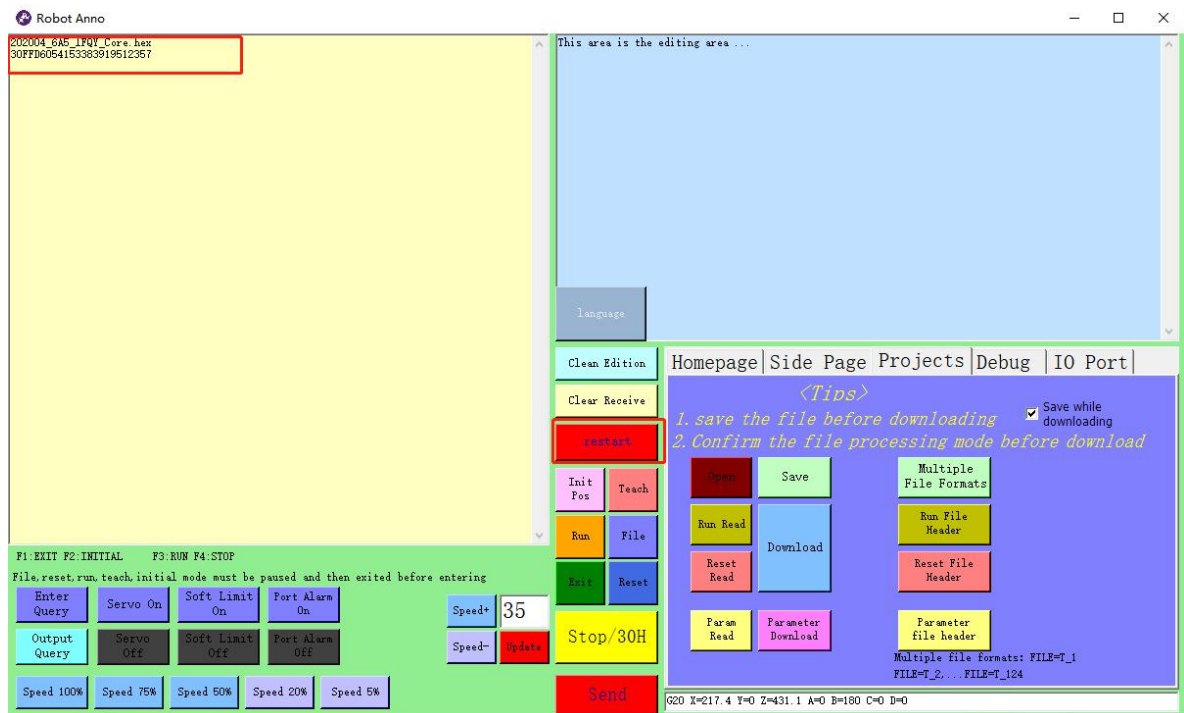 Robot Anno
202004_6A5_1FQY_Core.hex
30FFD6054153383919512357
This area is the editing area ...
language
Clean Edition
Clear Receive
restart
Init Pos
Teach
Run
File
Exit
Reset
Stop/30H
Send
Homepage
Side Page
Projects
Debug
IO Port
<Tips>
1. save the file before downloading
2. Confirm the file processing mode before download
Save while
downloading
Open
Save
Multiple
File Formats
Run Read
Download
Run File
Header
Reset
Read
Reset File
Header
Param
Read
Parameter
Download
Parameter
file header
Multiple file formats: FILE=T_1
FILE=T_2,...FILE=T_124
G20 X=217.4 Y=0 Z=431.1 A=0 B=180 C=0 D=0
F1:EXIT F2:INITIAL F3:RUN F4:STOP
File,reset,run,teach,initial mode must be paused and then exited before entering
Enter
Query
Servo On
Soft Limit
On
Port Alarm
On
Speed+
35
Output
Query
Servo
Off
Soft Limit
Off
Port Alarm
Off
Speed-
Update
Speed 100%
Speed 75%
Speed 50%
Speed 20%
Speed 5%